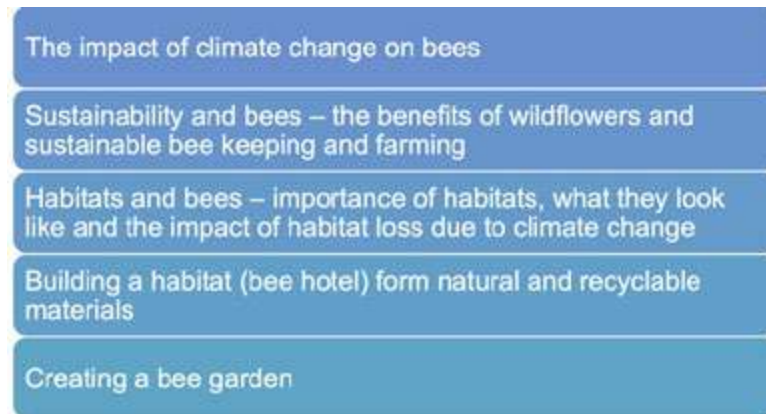 The impact of climate change on bees
Sustainability and bees – the benefits of wildflowers and
sustainable bee keeping and farming
Habitats and bees – importance of habitats, what they look
like and the impact of habitat loss due to climate change
Building a habitat (bee hotel) form natural and recyclable
materials
Creating a bee garden